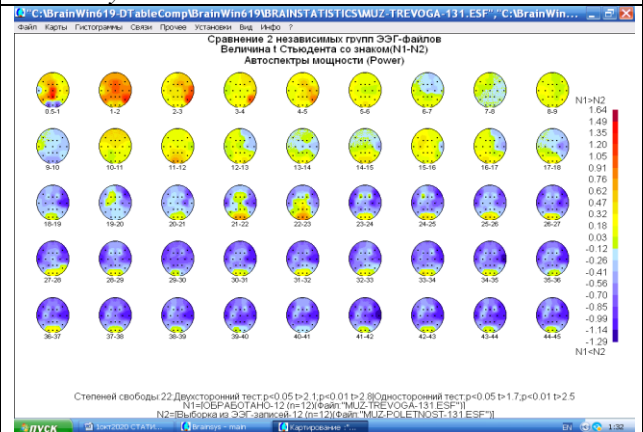 "C:\BrainWin619-DTableComp\BrainWin619\BRAINSTATISTICS\MUZ-TREVOGA-131.ESF","C:\BrainWin619-DTableComp\BrainWin...
Файл Карты Гистограммы Связи Прочее Установки Вид Инфо ?
Сравнение 2 независимых групп ЭЭГ-файлов
Величина t Стьюдента со знаком(N1-N2)
Автоспектры мощности (Power)
N1>N2
0.5-1 1-2 2-3 3-4 4-5 5-6 6-7 7-8 8-9
9-10 10-11 11-12 12-13 13-14 14-15 15-16 16-17 17-18
18-19 19-20 20-21 21-22 22-23 23-24 24-25 25-26 26-27
27-28 28-29 29-30 30-31 31-32 32-33 33-34 34-35 35-36
36-37 37-38 38-39 39-40 40-41 41-42 42-43 43-44 44-45
1.64
1.49
1.35
1.20
1.05
0.91
0.76
0.62
0.47
0.32
0.18
0.03
-0.12
-0.26
-0.41
-0.56
-0.70
-0.85
-0.99
-1.14
-1.29
N1<N2
Степеней свободы:22.Двухсторонний тест:p<0.05 t>2.1;p<0.01 t>2.8|Односторонний тест:p<0.05 t>1.7;p<0.01 t>2.5
N1=|ОБРАБОТАНО-12 (n=12)(Файл:"MUZ-TREVOGA-131.ESF")|
N2=|Выборка из ЭЭГ-записей-12 (n=12)(Файл:"MUZ-POLETNOST-131.ESF")|
пуск 3окт2020 СТАТИ... Brainsys - main Картирование :"... EN 1:32